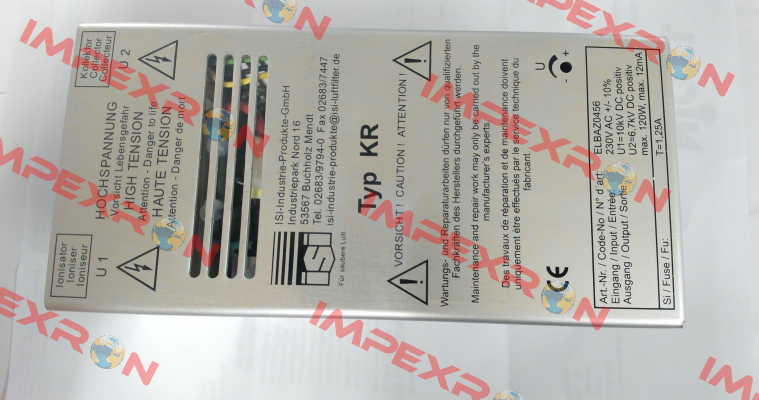 Kollektor
Collector
Collecteur
U 2
HOCHSPANNUNG
Vorsicht Lebensgefahr
HIGH TENSION
Attention - Danger to life
HAUTE TENSION
Attention - Danger de mort
Ionisator
Ioniser
Ioniseur
U 1
ISI-Industrie-Produkte-GmbH
Industriepark Nord 16
53567 Buchholz Mendt
Tel. 02683/9794-0 Fax 02683/7447
isi-industrie-produkte@isi-luftfilter.de
ISI
Für saubere Luft
Typ KR
VORSICHT ! CAUTION ! ATTENTION !
Wartungs- und Reparaturarbeiten dürfen nur von qualifizierten
Fachkräften des Herstellers durchgeführt werden.
Maintenance and repair work may only be carried out by the
manufacturer's experts.
Des travaux de réparation et de maintenance doivent
uniquement être effectués par le service technique du
fabricant.
CE
U
- +
Art.-Nr. / Code-No / N° d'art. ELBAZ0456
Eingang / Input / Entrée 230V AC +/- 10%
Ausgang / Output / Sortie U1=10kV DC positiv
U2=6,7kV DC positiv
max. 120W, max. 12mA
Si / Fuse / Fu: T=1,25A
IMPEXRON